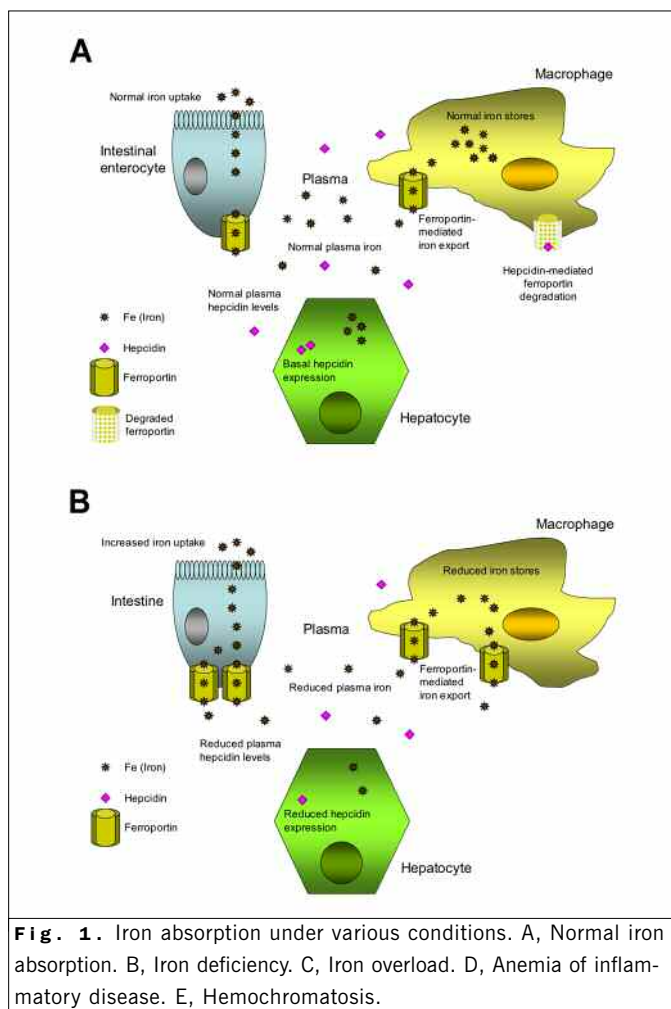 A
Macrophage
Normal iron uptake
Normal iron stores
Intestinal
enterocyte
Plasma
Ferroportin-
mediated
iron export
Normal plasma iron
Hepcidin-mediated
ferroportin
degradation
Normal plasma
hepcidin levels
Fe (Iron)
Hepcidin
Ferroportin
Degraded
ferroportin
Basal hepcidin
expression
Hepatocyte
B
Macrophage
Increased iron uptake
Reduced iron stores
Intestine
Plasma
Ferroportin-
mediated
iron export
Reduced plasma iron
Reduced plasma
hepcidin levels
Fe (Iron)
Hepcidin
Ferroportin
Reduced hepcidin
expression
Hepatocyte
Fig. 1. Iron absorption under various conditions. A, Normal iron
absorption. B, Iron deficiency. C, Iron overload. D, Anemia of inflam-
matory disease. E, Hemochromatosis.